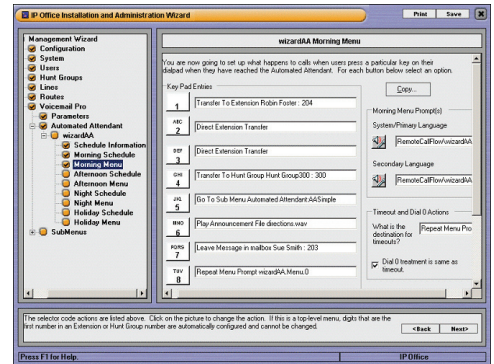 IP Office Installation and Administration Wizard
Print Save
Management Wizard
Configuration
System
Users
Hunt Groups
Lines
Routes
Voicemail Pro
Parameters
Automated Attendant
wizardAA
Schedule Information
Morning Schedule
Morning Menu
Afternoon Schedule
Afternoon Menu
Night Schedule
Night Menu
Holiday Schedule
Holiday Menu
SubMenus
wizardAA Morning Menu
You are now going to set up what happens to calls when users press a particular key on their
dialpad when they have reached the Automated Attendant. For each button below select an option.
Key Pad Entries
1 Transfer To Extension Robin Foster : 204
ABC
2 Direct Extension Transfer
DEF
3 Direct Extension Transfer
GHI
4 Transfer To Hunt Group Hunt Group300 : 300
JKL
5 Go To Sub Menu Automated Attendant:AASimple
MNO
6 Play Announcement File directions.wav
PQRS
7 Leave Message in mailbox Sue Smith : 203
TUV
8 Repeat Menu Prompt wizardAA.Menu.0
Copy...
Morning Menu Prompt(s)
System/Primary Language
RemoteCalFlow\wizardAA
Secondary Language
RemoteCalFlow\wizardAA
Timeout and Dial 0 Actions
What is the
destination for
timeouts?
Repeat Menu Pro
Dial 0 treatment is same as
timeout.
The selector code actions are listed above. Click on the picture to change the action. If this is a top-level menu, digits that are the
first number in an Extension or Hunt Group number are automatically configured and cannot be changed.
<Back Next>
Press F1 for Help.
IP Office